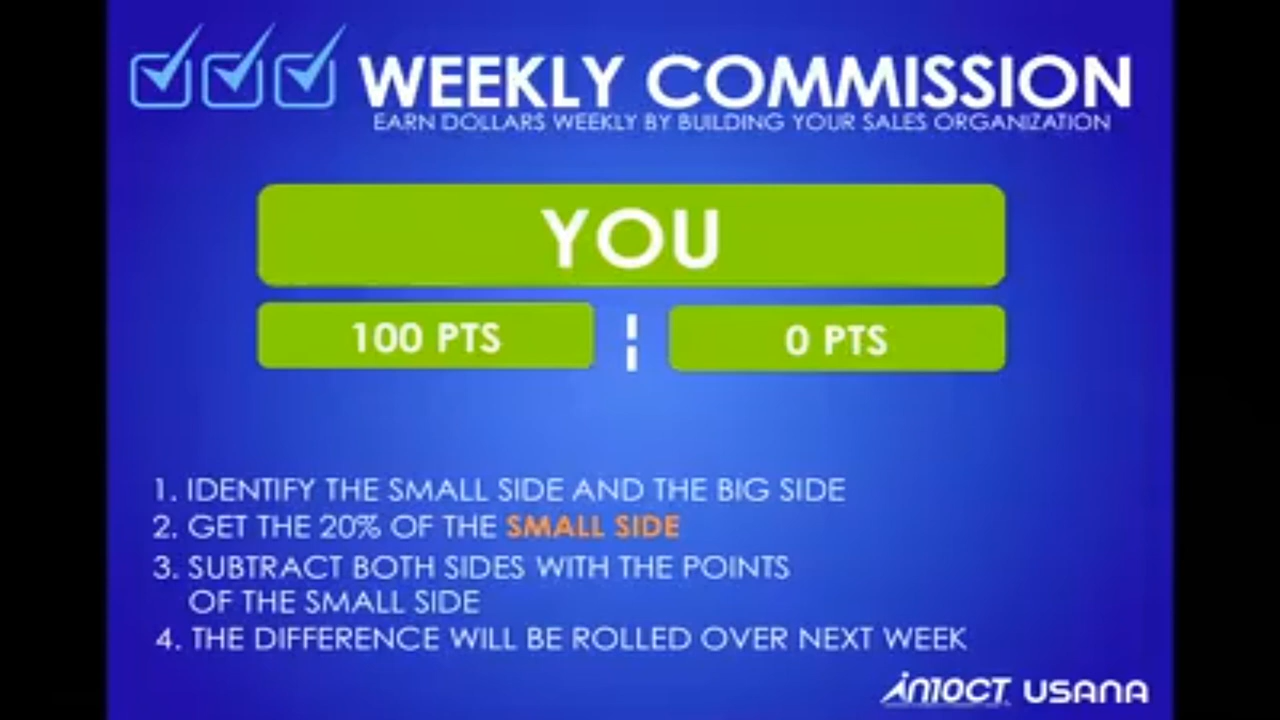 WEEKLY COMMISSION
EARN DOLLARS WEEKLY BY BUILDING YOUR SALES ORGANIZATION
YOU
100 PTS
0 PTS
1. IDENTIFY THE SMALL SIDE AND THE BIG SIDE
2. GET THE 20% OF THE SMALL SIDE
3. SUBTRACT BOTH SIDES WITH THE POINTS
OF THE SMALL SIDE
4. THE DIFFERENCE WILL BE ROLLED OVER NEXT WEEK
IN10CT USANA